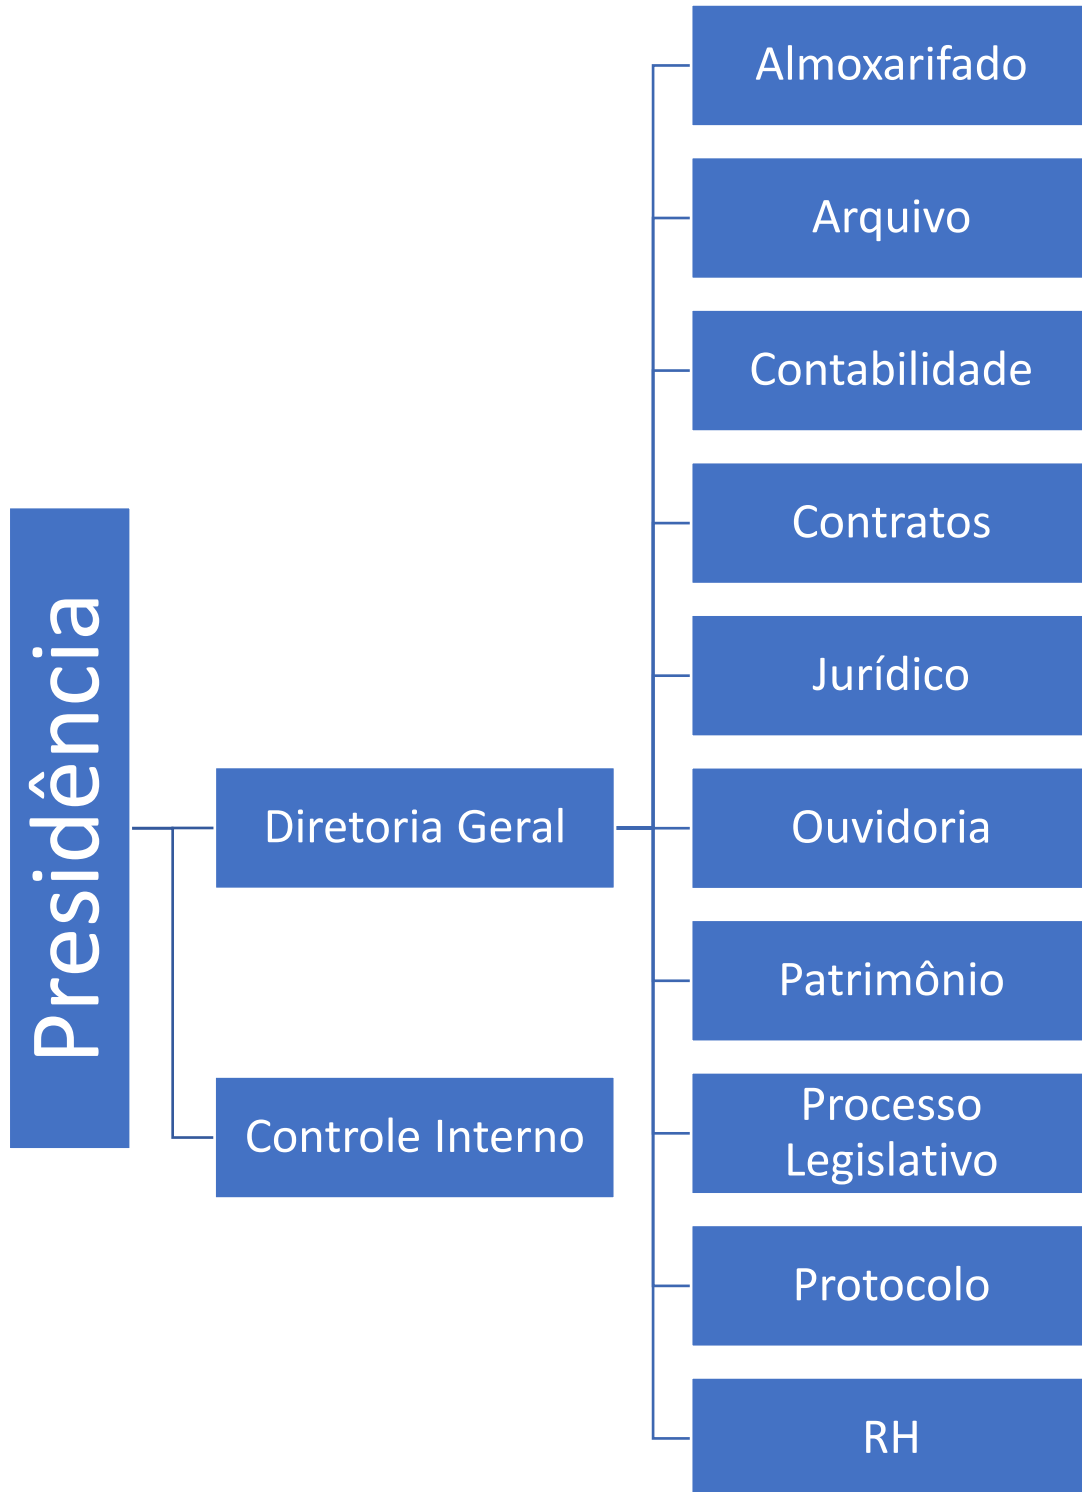 Presidência
Diretoria Geral
Controle Interno
Almoxarifado
Arquivo
Contabilidade
Contratos
Jurídico
Ouvidoria
Patrimônio
Processo
Legislativo
Protocolo
RH